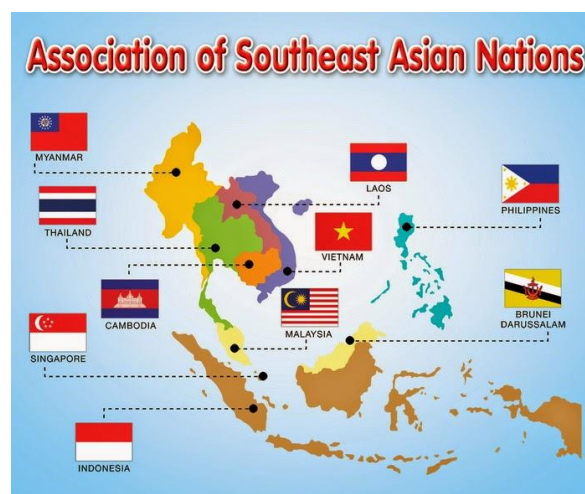 Association of Southeast Asian Nations
MYANMAR
LAOS
PHILIPPINES
THAILAND
VIETNAM
CAMBODIA
MALAYSIA
BRUNEI
DARUSSALAM
SINGAPORE
INDONESIA